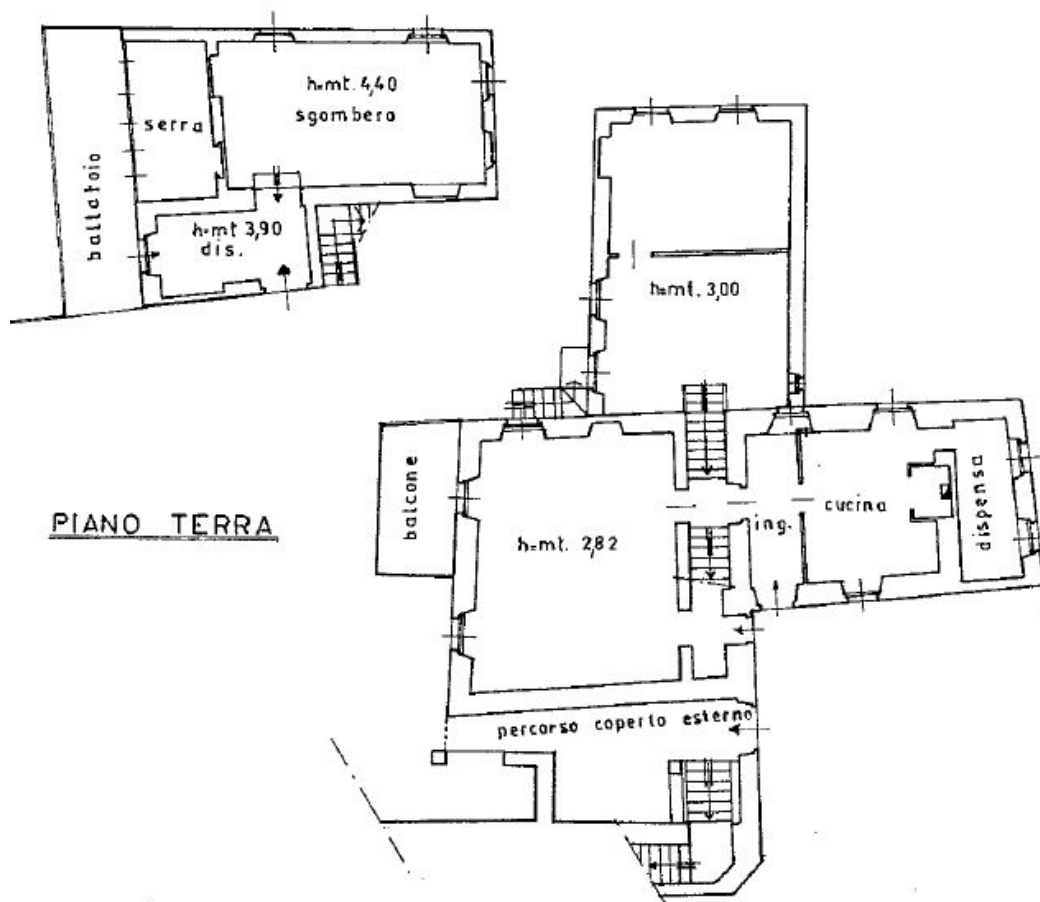 h=mt. 4,40
sgombero
serra
ballatoio
h=mt 3,90
dis.
h=mt. 3,00
balcone
PIANO TERRA
h=mt. 2,82
ing.
cucina
dispensa
percorso coperto esterno